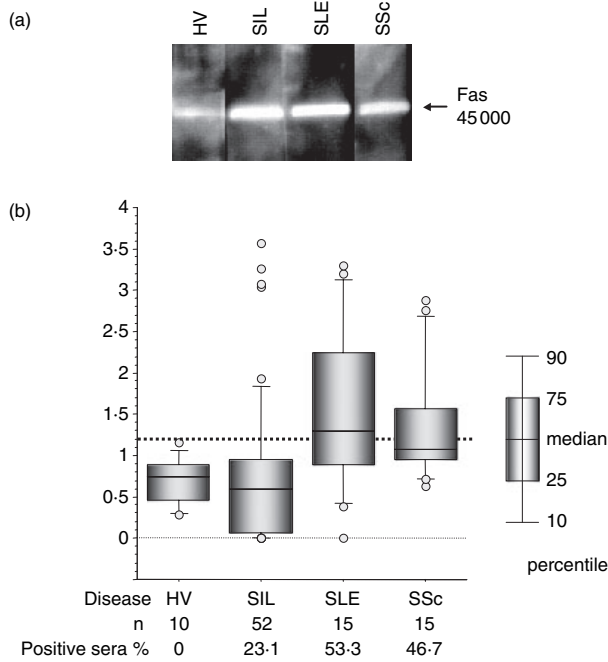 (a)
HV SIL SLE SSc
Fas
45 000
(b)
4
3·5
3
2·5
2
1·5
1
0·5
0
90
75
median
25
10
percentile
Disease HV SIL SLE SSc
n 10 52 15 15
Positive sera % 0 23·1 53·3 46·7